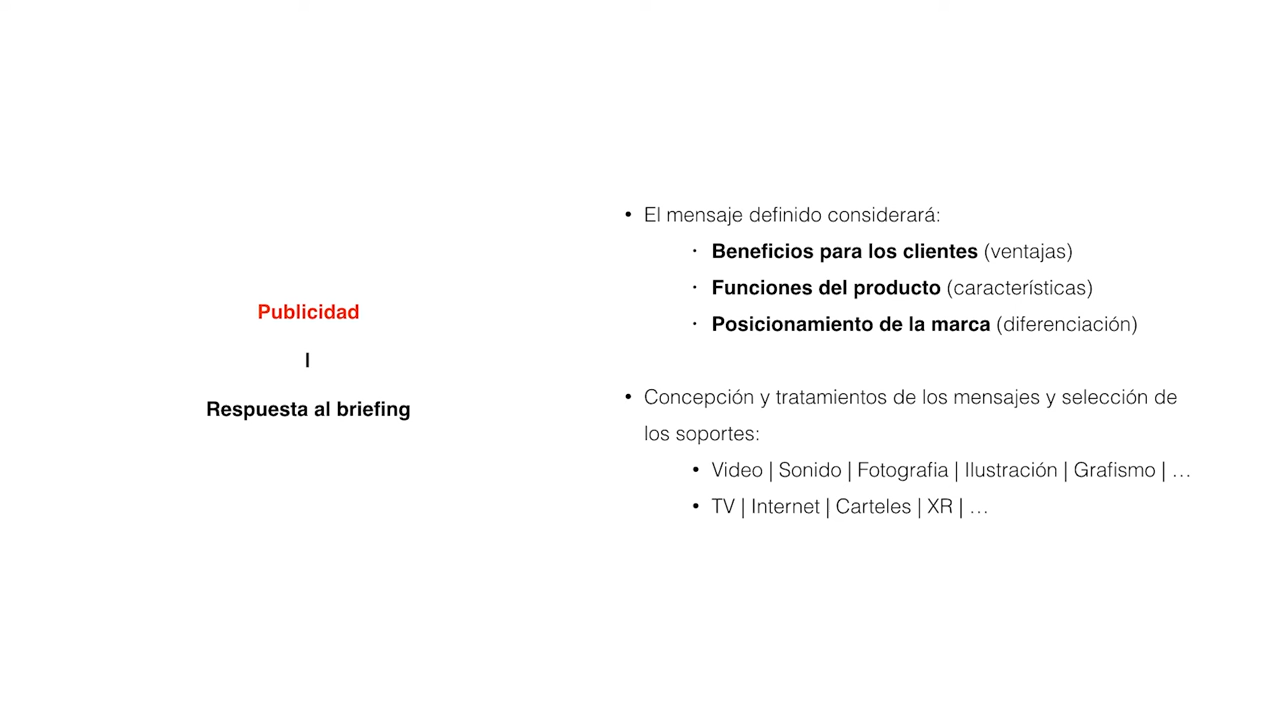 Publicidad
|
Respuesta al briefing
• El mensaje definido considerará:
· Beneficios para los clientes (ventajas)
· Funciones del producto (características)
· Posicionamiento de la marca (diferenciación)
• Concepción y tratamientos de los mensajes y selección de
los soportes:
• Video | Sonido | Fotografia | Ilustración | Grafismo | …
• TV | Internet | Carteles | XR | …